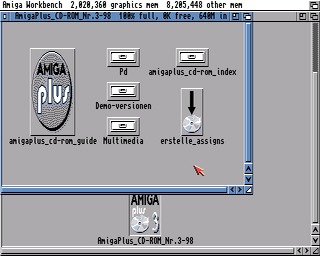 Amiga Workbench 2,020,360 graphics mem 8,205,448 other mem
AmigaPlus_CD-ROM_Nr.3-98 100% full, 0K free, 640M in
AMIGA
plus
amigaplus_cd-rom_guide
Pd
Demo-versionen
Multimedia
amigaplus_cd-rom_index
erstelle_assigns
AMIGA
plus
3
AmigaPlus_CD-ROM_Nr.3-98